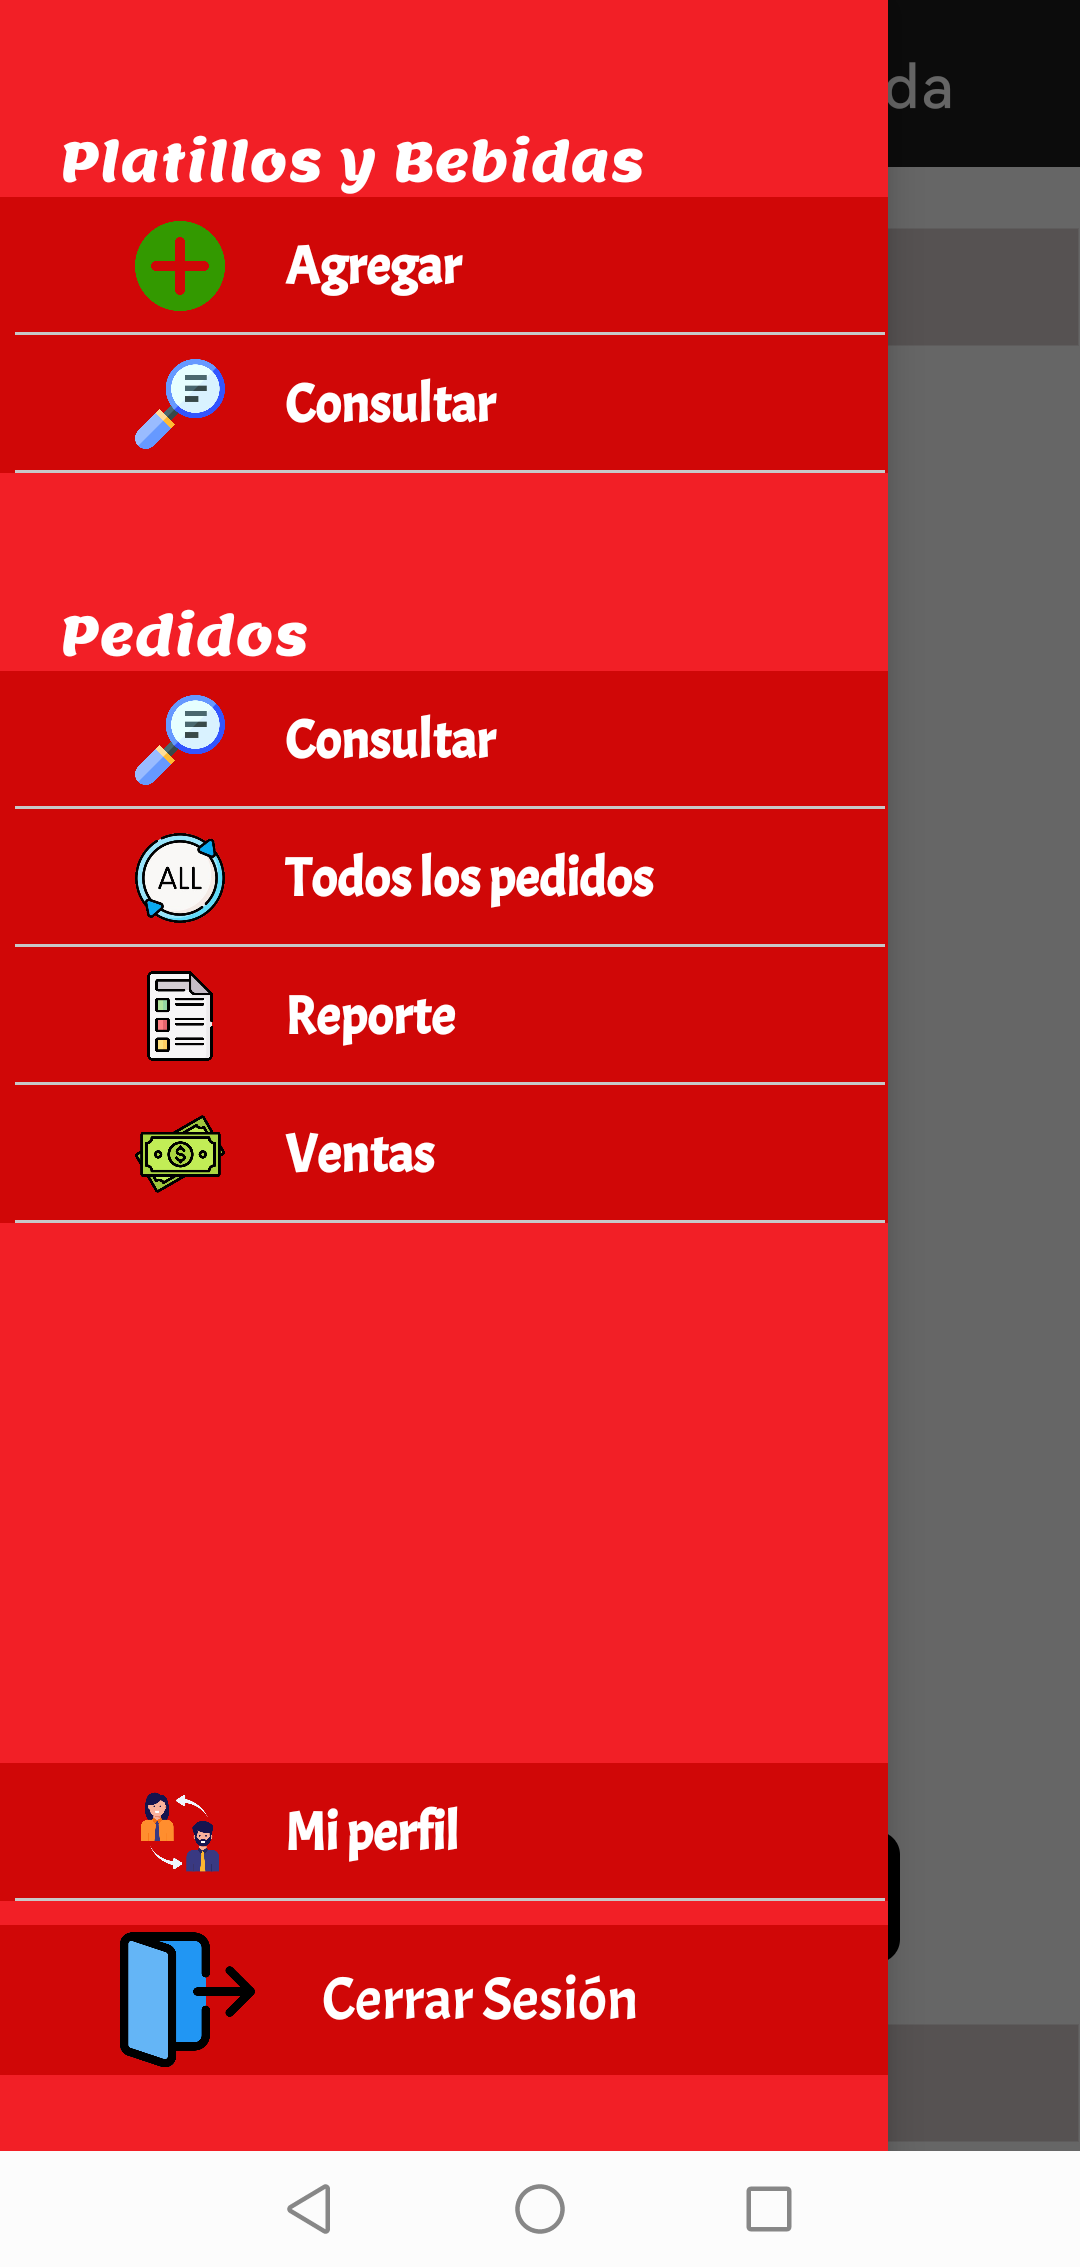 da
Platillos y Bebidas
Agregar
Consultar
Pedidos
Consultar
ALL
Todos los pedidos
Reporte
$
Ventas
Mi perfil
Cerrar Sesión